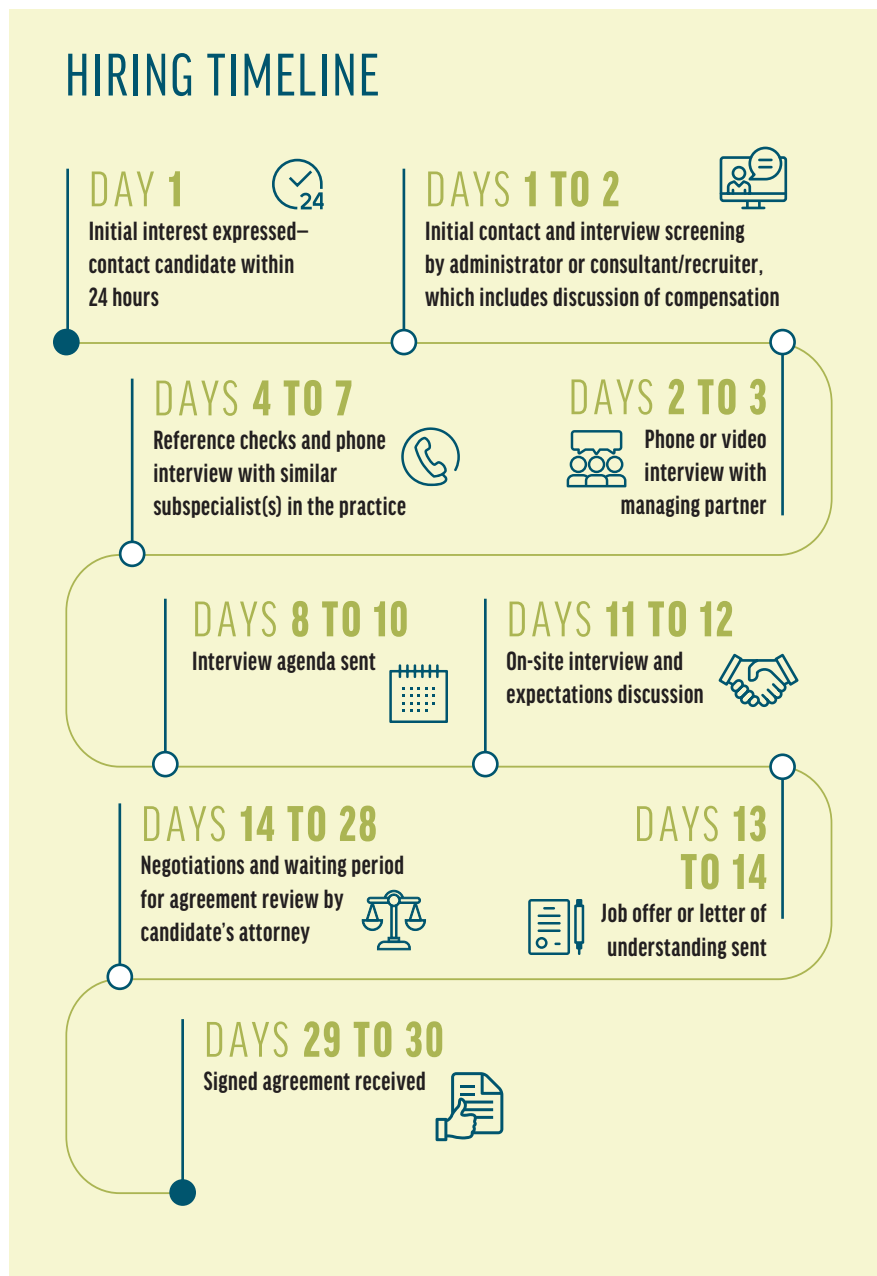 HIRING TIMELINE
DAY 1
24
Initial interest expressed–
contact candidate within
24 hours
DAYS 1 TO 2
Initial contact and interview screening
by administrator or consultant/recruiter,
which includes discussion of compensation
DAYS 2 TO 3
Phone or video
interview with
managing partner
DAYS 4 TO 7
Reference checks and phone
interview with similar
subspecialist(s) in the practice
DAYS 8 TO 10
Interview agenda sent
DAYS 11 TO 12
On-site interview and
expectations discussion
DAYS 13
TO 14
Job offer or letter of
understanding sent
DAYS 14 TO 28
Negotiations and waiting period
for agreement review by
candidate’s attorney
DAYS 29 TO 30
Signed agreement received